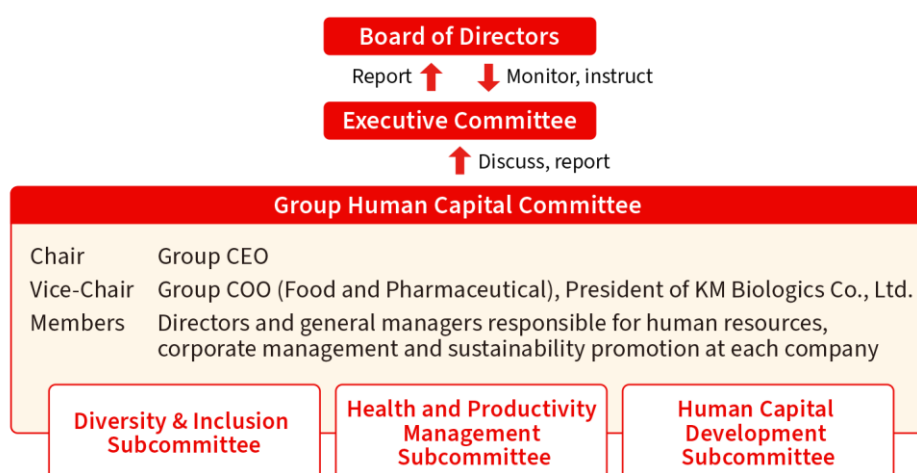 Board of Directors
Report
Monitor, instruct
Executive Committee
Discuss, report
Group Human Capital Committee
Chair Group CEO
Vice-Chair Group COO (Food and Pharmaceutical), President of KM Biologics Co., Ltd.
Members Directors and general managers responsible for human resources,
corporate management and sustainability promotion at each company
Diversity & Inclusion
Subcommittee
Health and Productivity
Management
Subcommittee
Human Capital
Development
Subcommittee